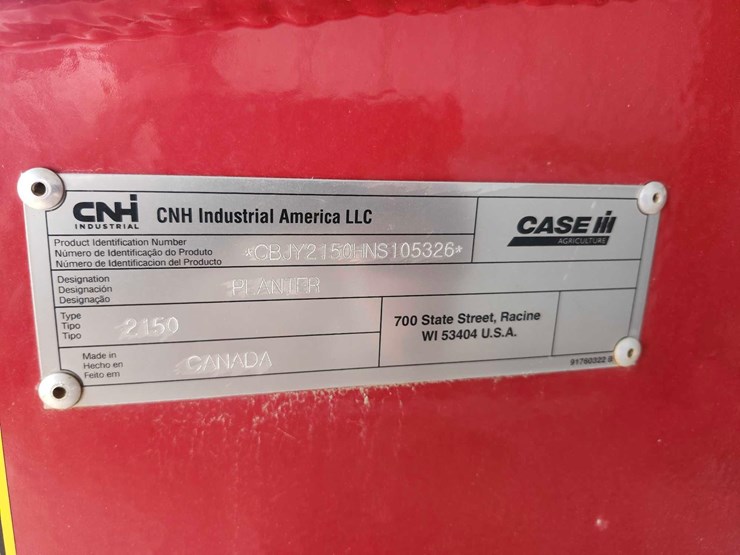 CNH
INDUSTRIAL
CNH Industrial America LLC
CASE IH
AGRICULTURE
Product Identification Number
Número de Identificação do Produto
Número de Identificacion del Producto
*CBJY2150HNS105326*
Designation
Designación
Designação
PLANTER
Type
Tipo
Tipo
2150
700 State Street, Racine
WI 53404 U.S.A.
Made in
Hecho en
Feito em
CANADA
91760322 B